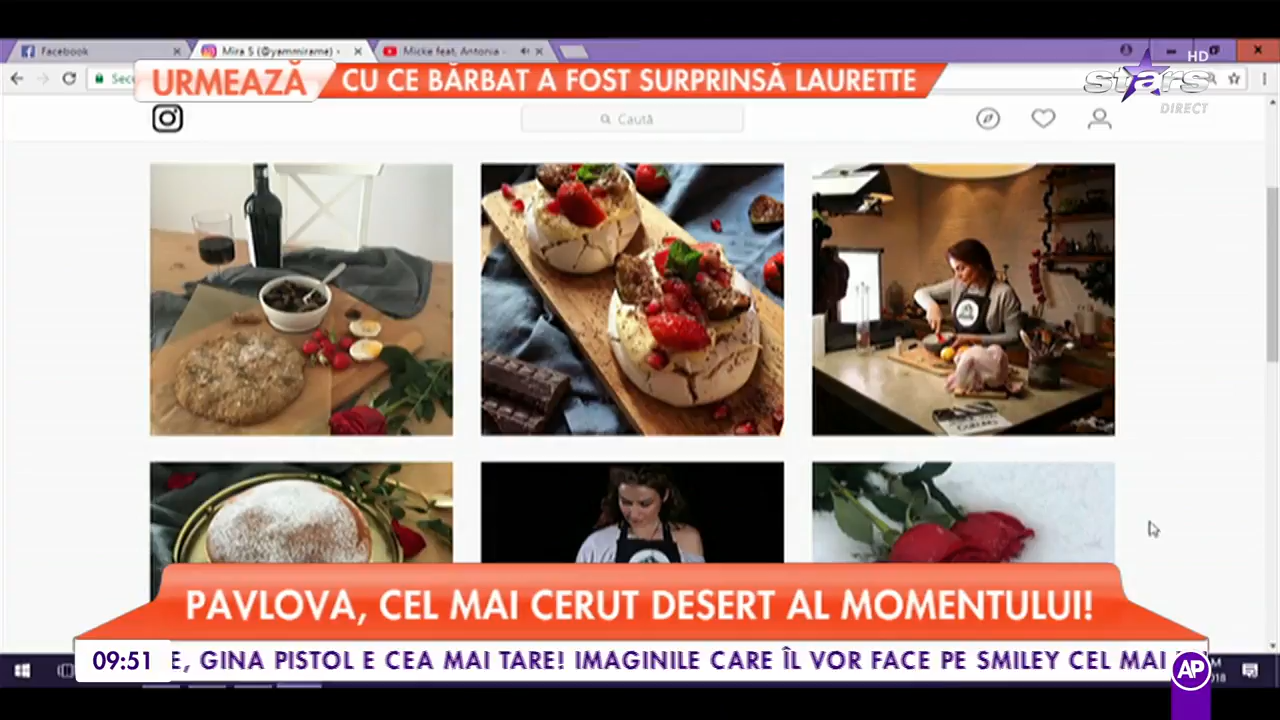 Facebook
Mira S (@yammirame) •
Micke feat. Antonia -
HD
Secu
URMEAZĂ
CU CE BĂRBAT A FOST SURPRINSĂ LAURETTE
stars
DIRECT
Caută
PAVLOVA, CEL MAI CERUT DESERT AL MOMENTULUI!
09:51
E, GINA PISTOL E CEA MAI TARE! IMAGINILE CARE ÎL VOR FACE PE SMILEY CEL MAI
AP